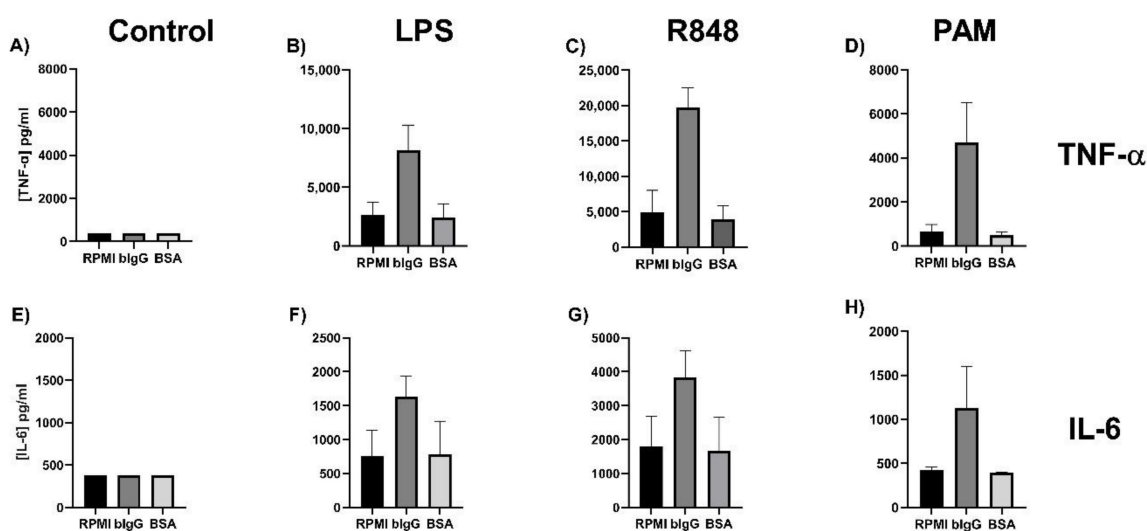 Control LPS R848 PAM
A) B) C) D)
[TNF-α] pg/ml
8000
6000
4000
2000
0
RPMI bIgG BSA
15,000
10,000
5,000
0
RPMI bIgG BSA
25,000
20,000
15,000
10,000
5,000
0
RPMI bIgG BSA
8000
6000
4000
2000
0
RPMI bIgG BSA
TNF-α
E) F) G) H)
[IL-6] pg/ml
2000
1500
1000
500
0
RPMI bIgG BSA
2500
2000
1500
1000
500
0
RPMI bIgG BSA
5000
4000
3000
2000
1000
0
RPMI bIgG BSA
2000
1500
1000
500
0
RPMI bIgG BSA
IL-6